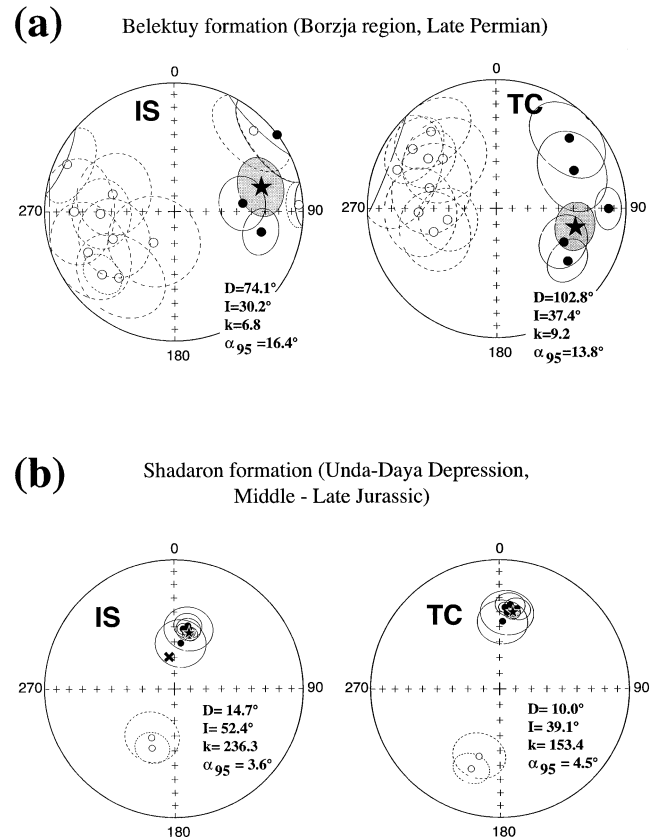 (a)
Belektuy formation (Borzja region, Late Permian)
0
IS
270
90
D=74.1°
I=30.2°
k=6.8
α95 =16.4°
180
0
TC
270
90
D=102.8°
I=37.4°
k=9.2
α95=13.8°
180
(b)
Shadaron formation (Unda-Daya Depression,
Middle - Late Jurassic)
0
IS
270
90
D= 14.7°
I= 52.4°
k= 236.3
α95 = 3.6°
180
0
TC
270
90
D= 10.0°
I= 39.1°
k= 153.4
α95 = 4.5°
180